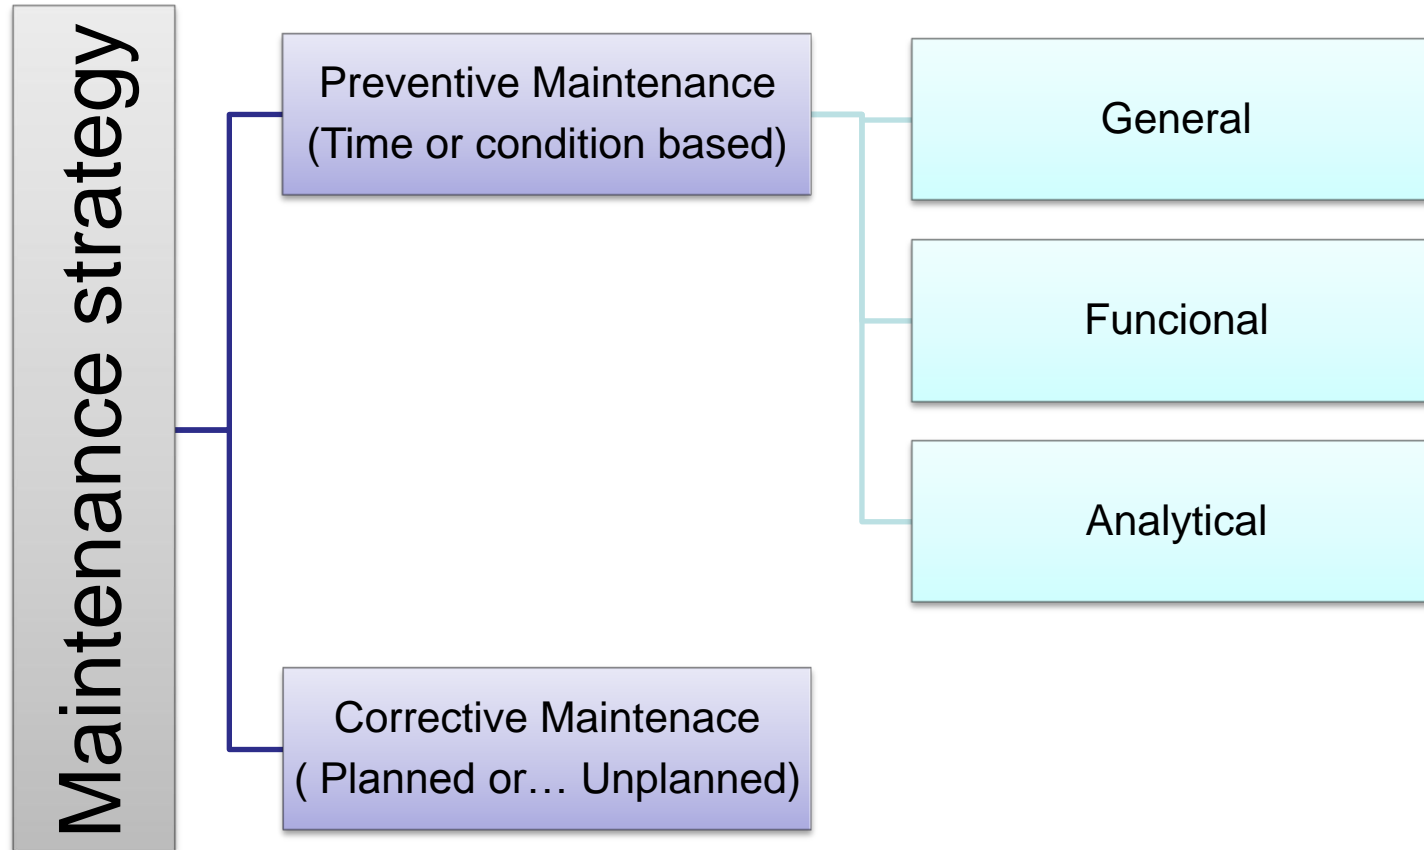 Maintenance strategy
Preventive Maintenance
(Time or condition based)
General
Funcional
Analytical
Corrective Maintenace
( Planned or… Unplanned)